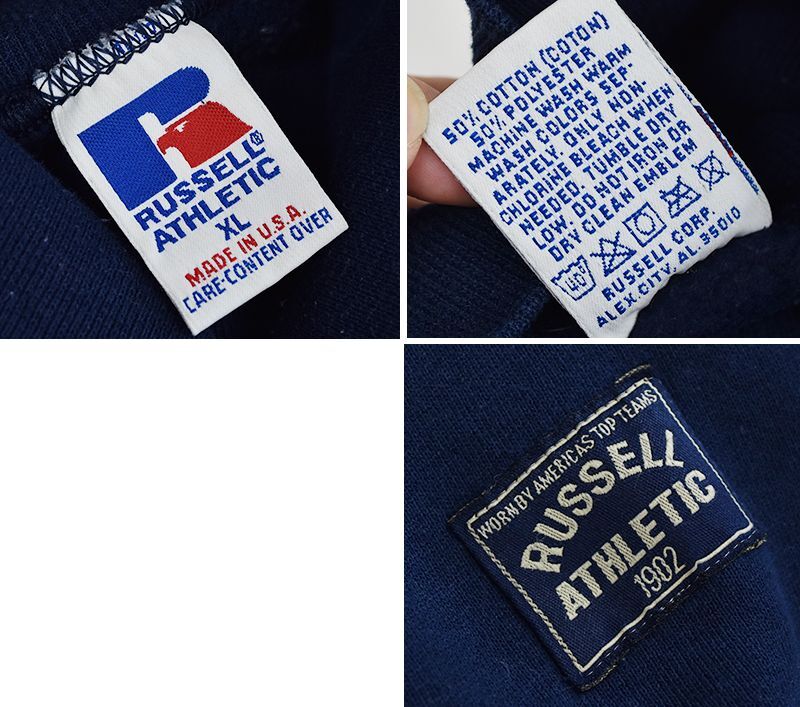 RUSSELL®
ATHLETIC
XL
MADE IN U.S.A.
CARE-CONTENT OVER
50% COTTON (COTON)
50% POLYESTER
MACHINE WASH WARM
WASH COLORS SEP-
ARATELY. ONLY NON-
CHLORINE BLEACH WHEN
NEEDED. TUMBLE DRY
LOW. DO NOT IRON OR
DRY CLEAN EMBLEM
40°
RUSSELL CORP.
ALEX. CITY, AL. 35010
WORN BY AMERICAS TOP TEAMS
RUSSELL
ATHLETIC
1902